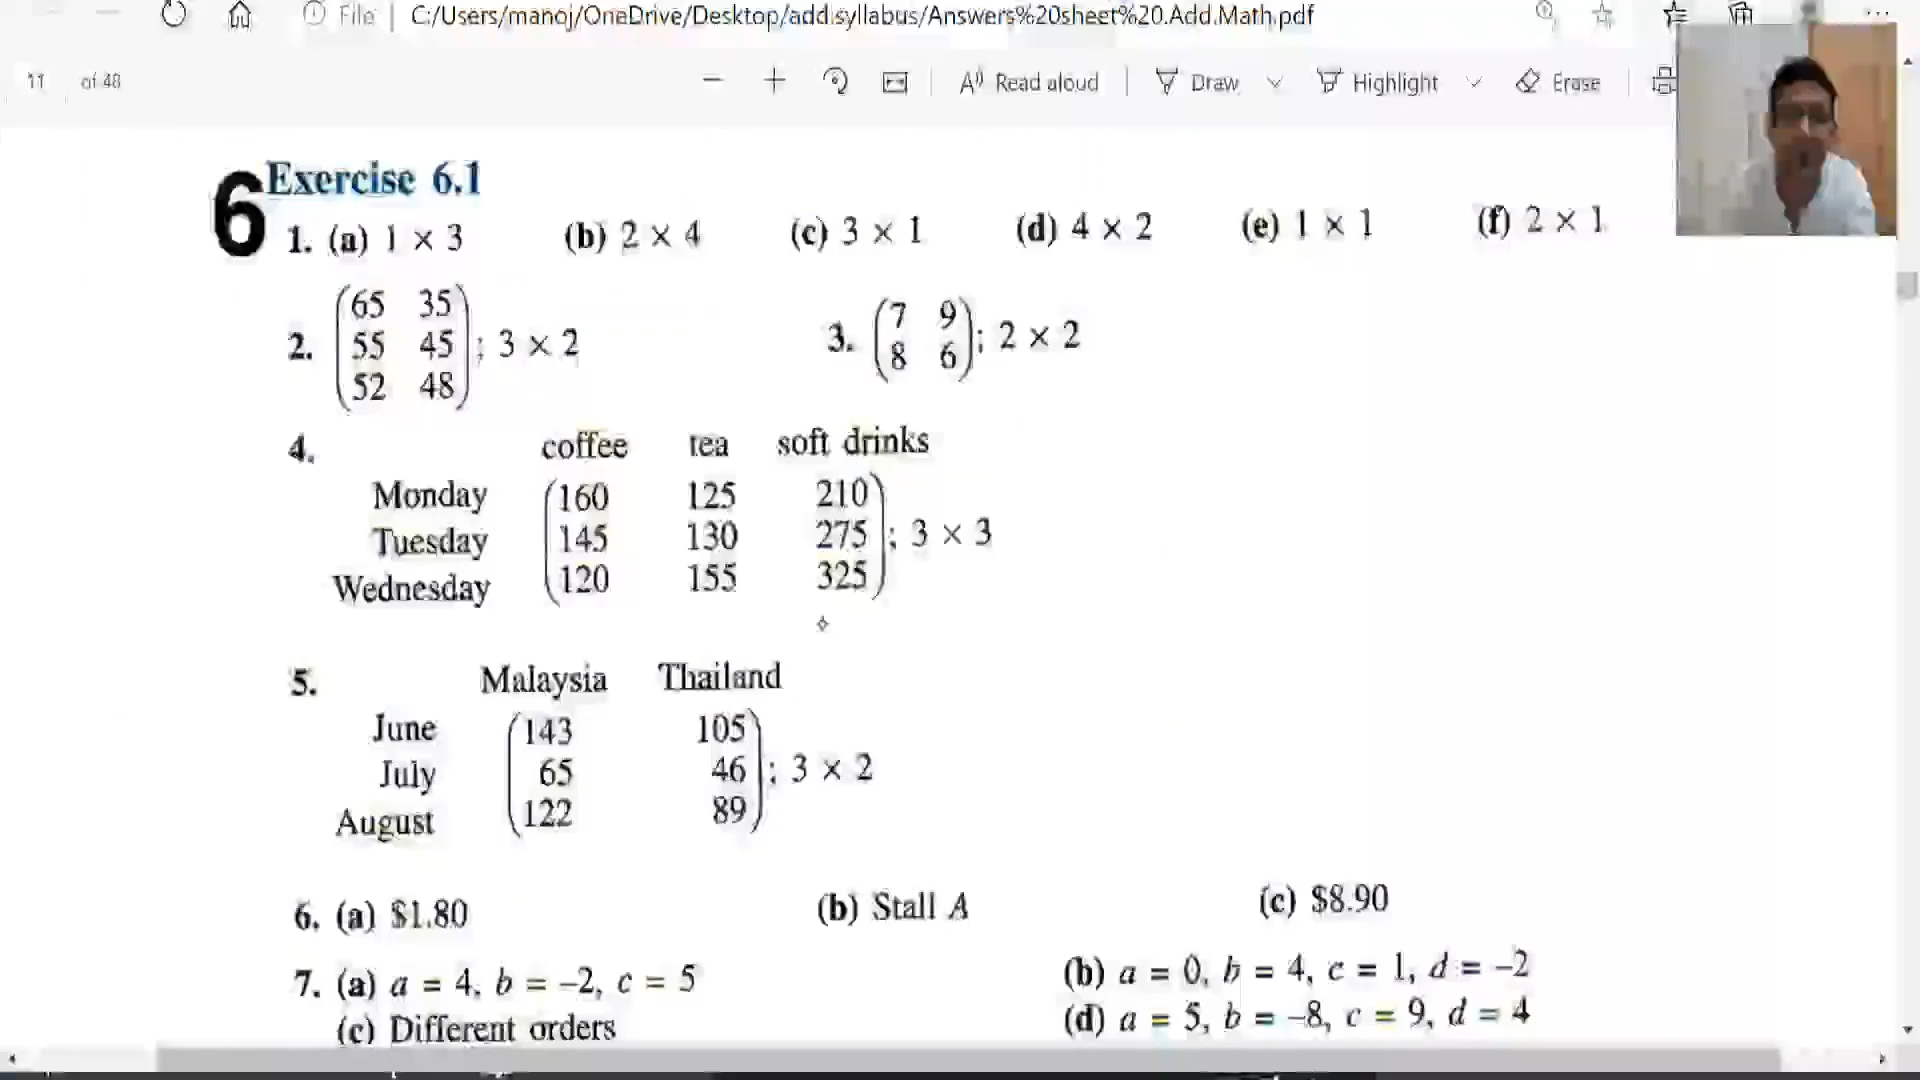 File | C:/Users/manoj/OneDrive/Desktop/add.syllabus/Answers%20sheet%20.Add.Math.pdf
11 of 48 Read aloud Draw Highlight Erase
6 Exercise 6.1
1. (a) 1 × 3 (b) 2 × 4 (c) 3 × 1 (d) 4 × 2 (e) 1 × 1 (f) 2 × 1
65 35
2. 55 45 ; 3 × 2
52 48
7 9
3. ; 2 × 2
8 6
4. coffee tea soft drinks
Monday 160 125 210
Tuesday 145 130 275 ; 3 × 3
Wednesday 120 155 325
5. Malaysia Thailand
June 143 105
July 65 46 ; 3 × 2
August 122 89
6. (a) $1.80 (b) Stall A (c) $8.90
7. (a) a = 4, b = −2, c = 5 (b) a = 0, b = 4, c = 1, d = −2
(c) Different orders (d) a = 5, b = −8, c = 9, d = 4